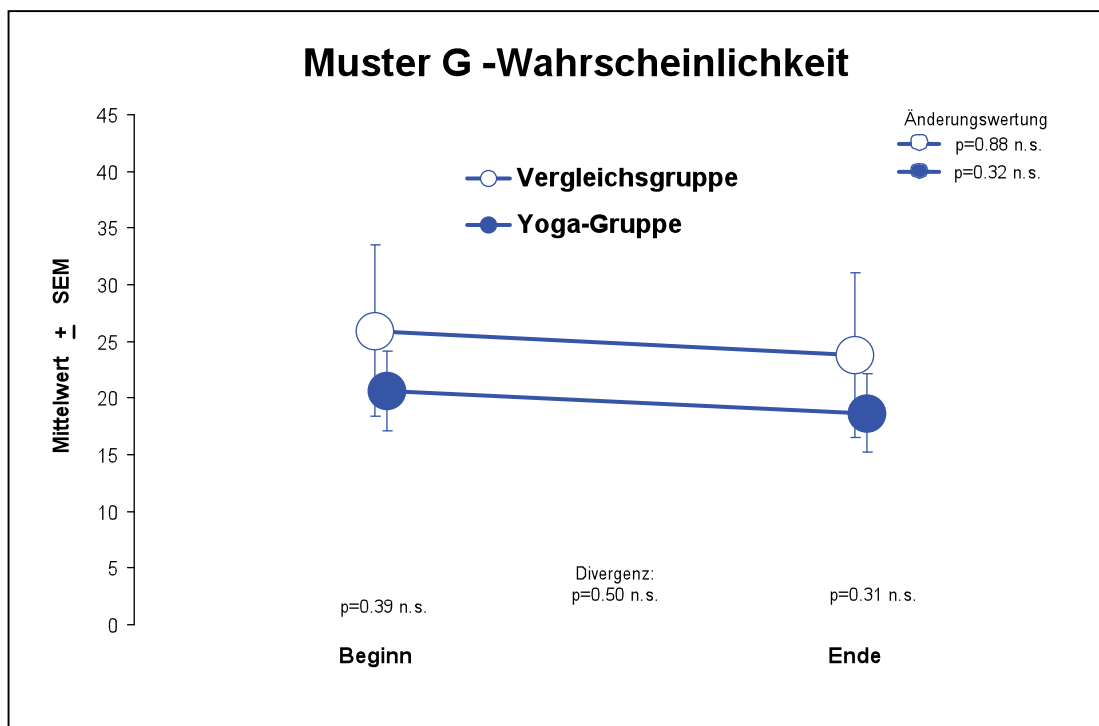 Muster G -Wahrscheinlichkeit
Änderungswertung
p=0.88 n.s.
p=0.32 n.s.
Vergleichsgruppe
Yoga-Gruppe
Mittelwert ± SEM
45
40
35
30
25
20
15
10
5
0
Divergenz:
p=0.39 n.s.
p=0.50 n.s.
p=0.31 n.s.
Beginn
Ende